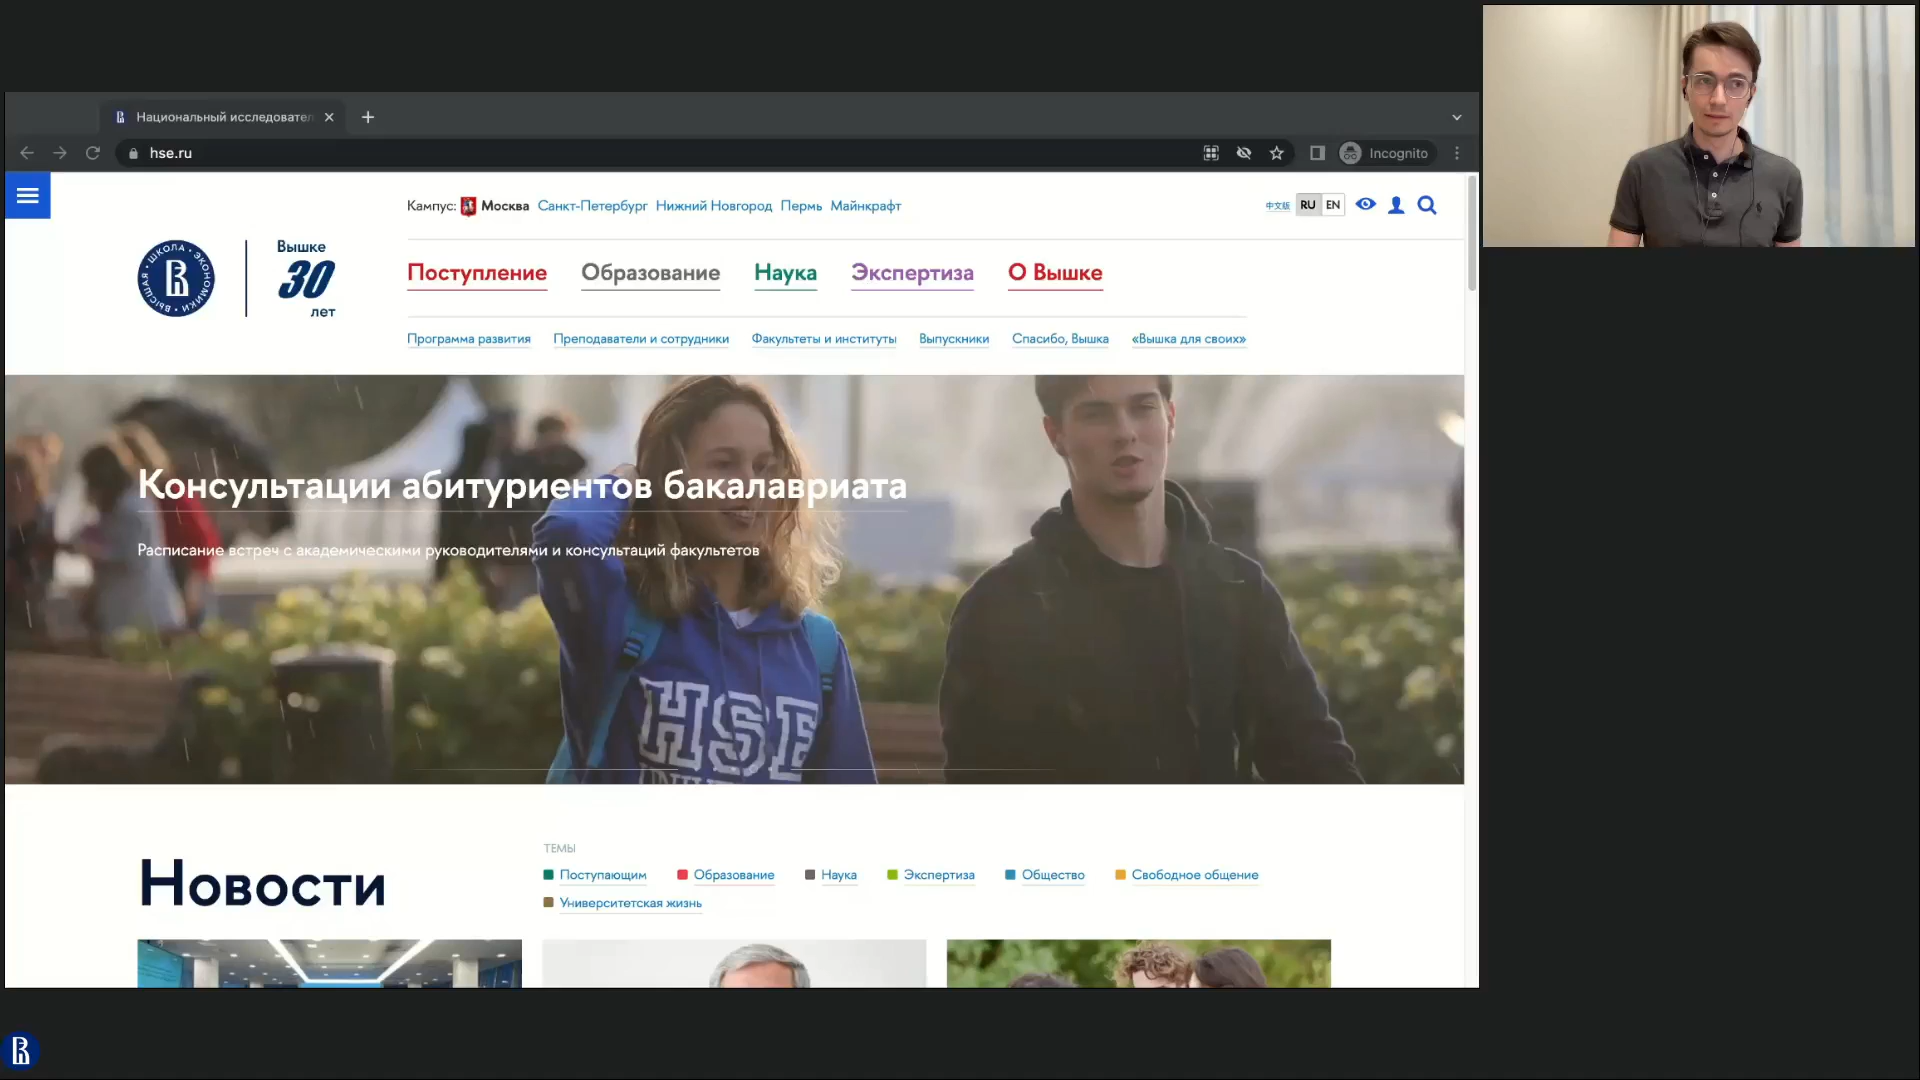 Национальный исследовател
hse.ru
Incognito
Кампус: Москва Санкт-Петербург Нижний Новгород Пермь Майнкрафт
中文版 RU EN
ВЫСШАЯ • ШКОЛА • ЭКОНОМИКИ
Вышке
30
лет
Поступление Образование Наука Экспертиза О Вышке
Программа развития Преподаватели и сотрудники Факультеты и институты Выпускники Спасибо, Вышка «Вышка для своих»
Консультации абитуриентов бакалавриата
Расписание встреч с академическими руководителями и консультаций факультетов
HSE
Новости
ТЕМЫ
Поступающим Образование Наука Экспертиза Общество Свободное общение
Университетская жизнь